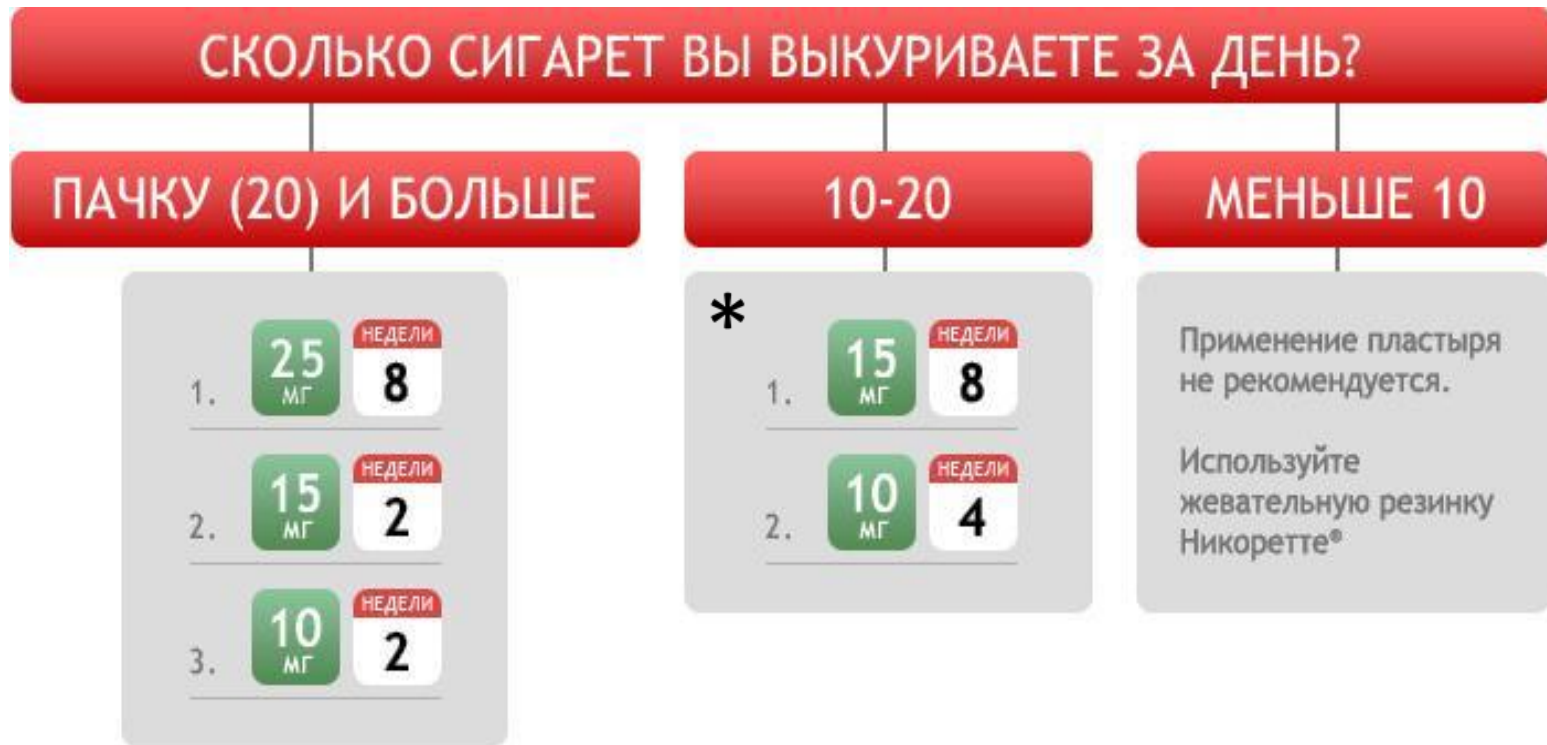 СКОЛЬКО СИГАРЕТ ВЫ ВЫКУРИВАЕТЕ ЗА ДЕНЬ?
ПАЧКУ (20) И БОЛЬШЕ
1. 25 МГ НЕДЕЛИ 8
2. 15 МГ НЕДЕЛИ 2
3. 10 МГ НЕДЕЛИ 2
10-20
*
1. 15 МГ НЕДЕЛИ 8
2. 10 МГ НЕДЕЛИ 4
МЕНЬШЕ 10
Применение пластыря
не рекомендуется.
Используйте
жевательную резинку
Никоретте®